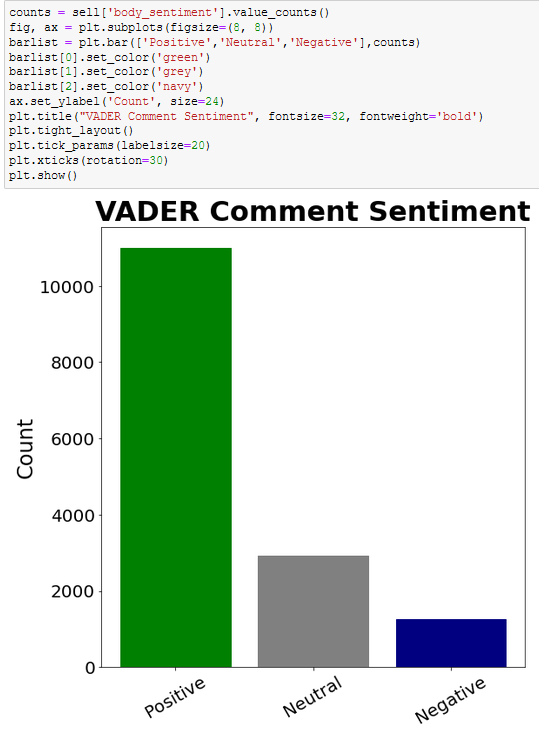 counts = sell['body_sentiment'].value_counts()
fig, ax = plt.subplots(figsize=(8, 8))
barlist = plt.bar(['Positive','Neutral','Negative'],counts)
barlist[0].set_color('green')
barlist[1].set_color('grey')
barlist[2].set_color('navy')
ax.set_ylabel('Count', size=24)
plt.title("VADER Comment Sentiment", fontsize=32, fontweight='bold')
plt.tight_layout()
plt.tick_params(labelsize=20)
plt.xticks(rotation=30)
plt.show()
VADER Comment Sentiment
10000
8000
6000
4000
2000
0
Count
Positive
Neutral
Negative